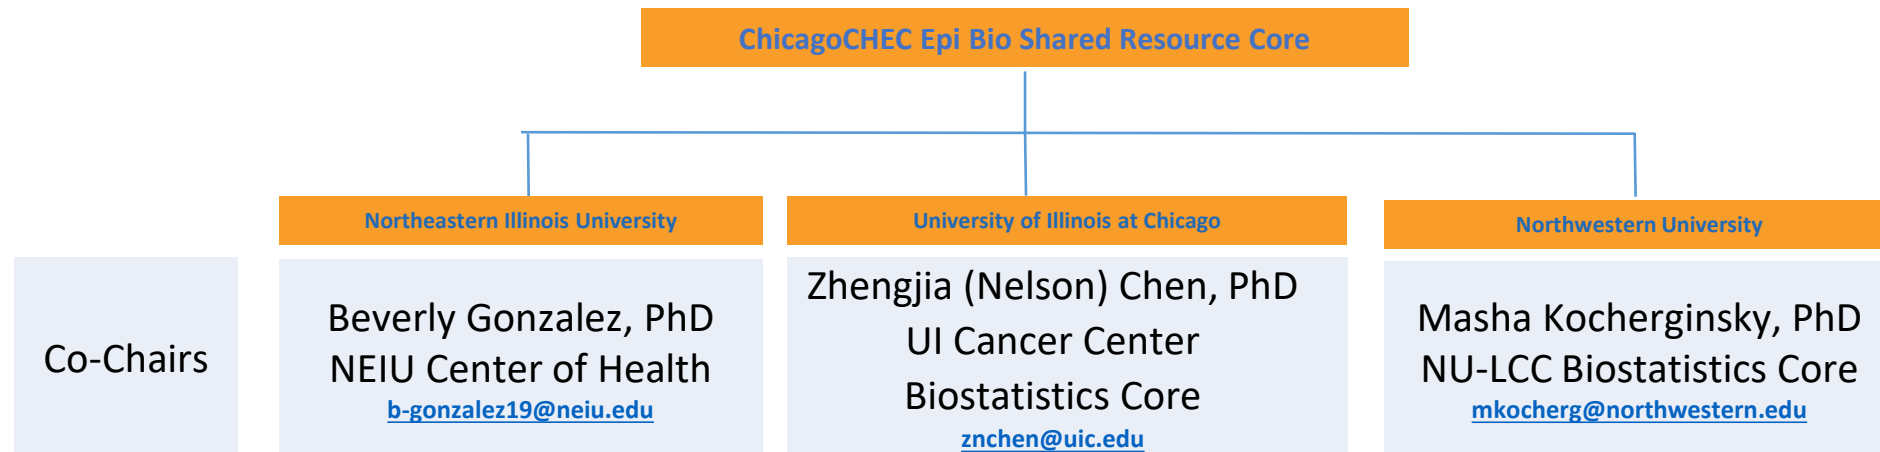 ChicagoCHEC Epi Bio Shared Resource Core
Northeastern Illinois University
University of Illinois at Chicago
Northwestern University
Co-Chairs
Beverly Gonzalez, PhD
NEIU Center of Health
b-gonzalez19@neiu.edu
Zhengjia (Nelson) Chen, PhD
UI Cancer Center
Biostatistics Core
znchen@uic.edu
Masha Kocherginsky, PhD
NU-LCC Biostatistics Core
mkocherg@northwestern.edu